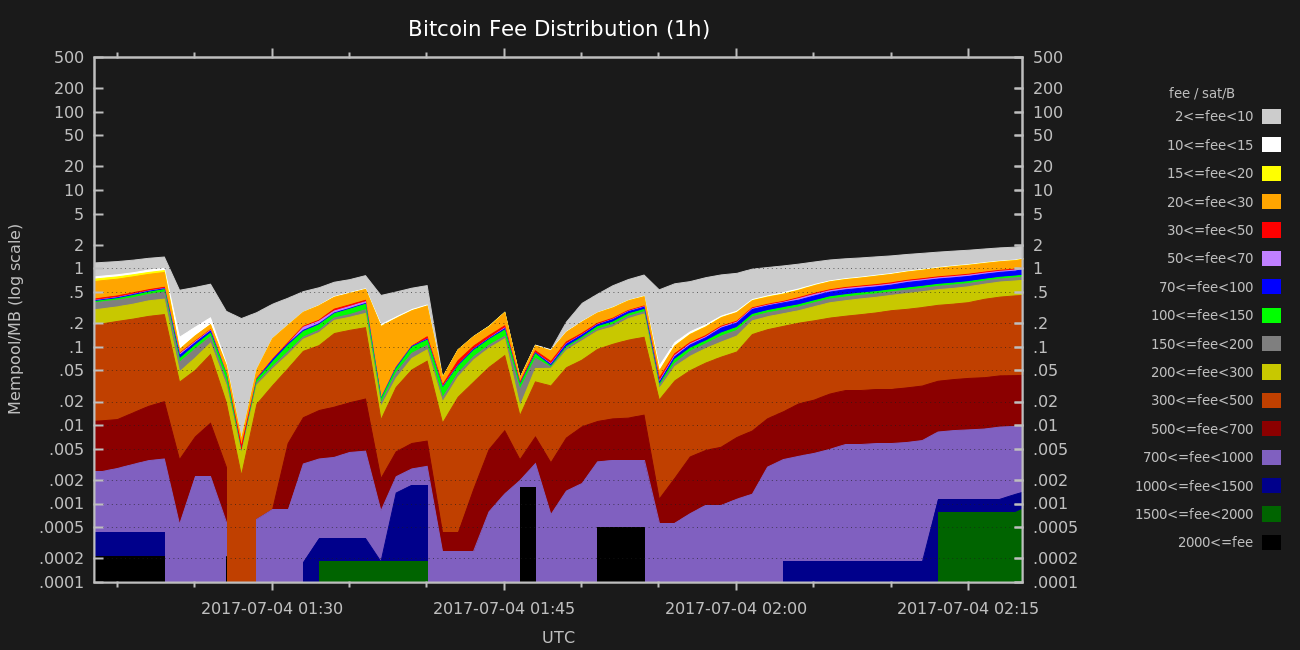 Bitcoin Fee Distribution (1h)
500 500
200 200
100 100
50 50
20 20
10 10
5 5
2 2
1 1
.5 .5
.2 .2
.1 .1
.05 .05
.02 .02
.01 .01
.005 .005
.002 .002
.001 .001
.0005 .0005
.0002 .0002
.0001 .0001
Mempool/MB (log scale)
2017-07-04 01:30 2017-07-04 01:45 2017-07-04 02:00 2017-07-04 02:15
UTC
fee / sat/B
2<=fee<10
10<=fee<15
15<=fee<20
20<=fee<30
30<=fee<50
50<=fee<70
70<=fee<100
100<=fee<150
150<=fee<200
200<=fee<300
300<=fee<500
500<=fee<700
700<=fee<1000
1000<=fee<1500
1500<=fee<2000
2000<=fee